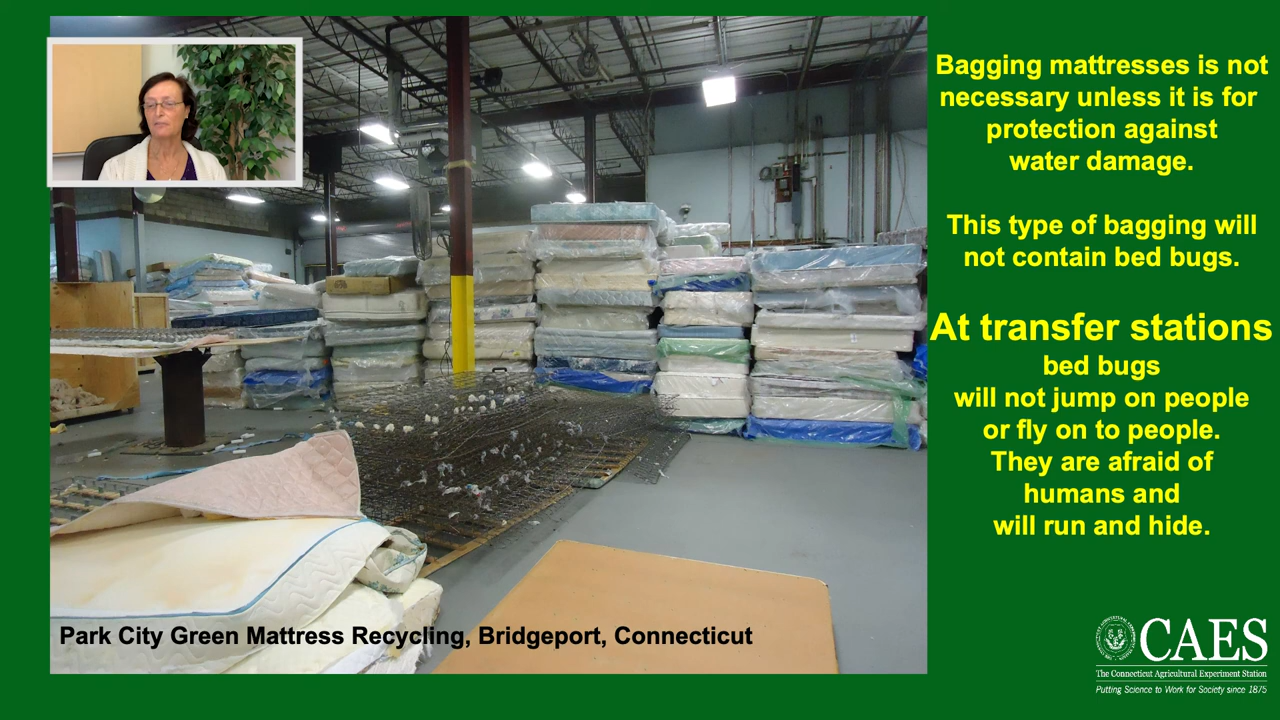 Bagging mattresses is not
necessary unless it is for
protection against
water damage.
This type of bagging will
not contain bed bugs.
At transfer stations
bed bugs
will not jump on people
or fly on to people.
They are afraid of
humans and
will run and hide.
Park City Green Mattress Recycling, Bridgeport, Connecticut
CAES
The Connecticut Agricultural Experiment Station
Putting Science to Work for Society since 1875